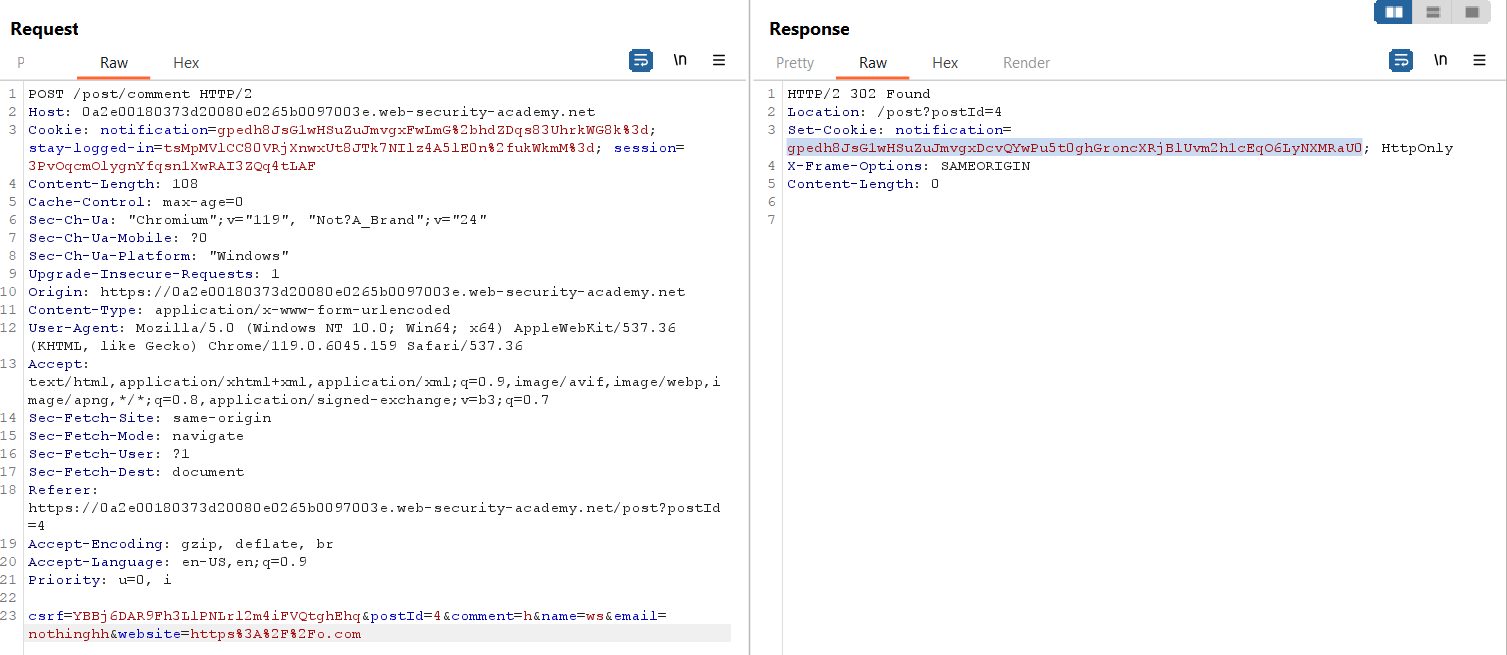 Request
P Raw Hex \n
1 POST /post/comment HTTP/2
2 Host: 0a2e00180373d20080e0265b0097003e.web-security-academy.net
3 Cookie: notification=gpedh8JsGlwHSuZuJmvgxFwLmG%2bhdZDqs83UhrkWG8k%3d;
stay-logged-in=tsMpMVlCC80VRjXnwxUt8JTk7NIlz4A5lE0n%2fukWkmM%3d; session=
3PvOqcmOlygnYfqsn1XwRAI3ZQq4tLAF
4 Content-Length: 108
5 Cache-Control: max-age=0
6 Sec-Ch-Ua: "Chromium";v="119", "Not?A_Brand";v="24"
7 Sec-Ch-Ua-Mobile: ?0
8 Sec-Ch-Ua-Platform: "Windows"
9 Upgrade-Insecure-Requests: 1
10 Origin: https://0a2e00180373d20080e0265b0097003e.web-security-academy.net
11 Content-Type: application/x-www-form-urlencoded
12 User-Agent: Mozilla/5.0 (Windows NT 10.0; Win64; x64) AppleWebKit/537.36
(KHTML, like Gecko) Chrome/119.0.6045.159 Safari/537.36
13 Accept:
text/html,application/xhtml+xml,application/xml;q=0.9,image/avif,image/webp,i
mage/apng,*/*;q=0.8,application/signed-exchange;v=b3;q=0.7
14 Sec-Fetch-Site: same-origin
15 Sec-Fetch-Mode: navigate
16 Sec-Fetch-User: ?1
17 Sec-Fetch-Dest: document
18 Referer:
https://0a2e00180373d20080e0265b0097003e.web-security-academy.net/post?postId
=4
19 Accept-Encoding: gzip, deflate, br
20 Accept-Language: en-US,en;q=0.9
21 Priority: u=0, i
22
23 csrf=YBBj6DAR9Fh3LlPNLrl2m4iFVQtghEhq&postId=4&comment=h&name=ws&email=
nothinghh&website=https%3A%2F%2Fo.com
Response
Pretty Raw Hex Render \n
1 HTTP/2 302 Found
2 Location: /post?postId=4
3 Set-Cookie: notification=
gpedh8JsGlwHSuZuJmvgxDcvQYwPu5t0ghGroncXRjBlUvm2h1cEqO6LyNXMRaU0; HttpOnly
4 X-Frame-Options: SAMEORIGIN
5 Content-Length: 0
6
7